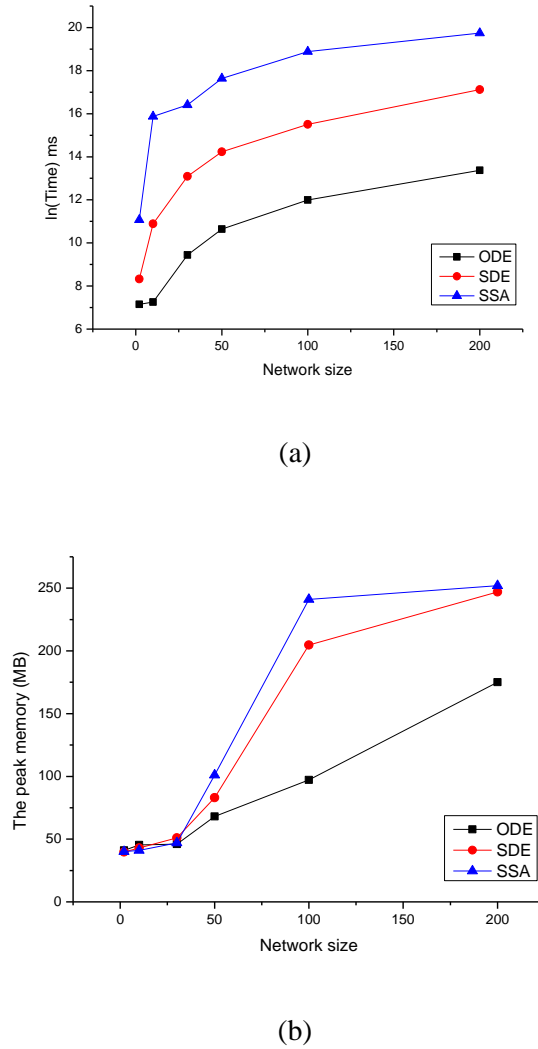 20
18
16
14
12
10
8
6
ln(Time) ms
0
50
100
150
200
Network size
ODE
SDE
SSA
(a)
250
200
150
100
50
0
The peak memory (MB)
0
50
100
150
200
Network size
ODE
SDE
SSA
(b)